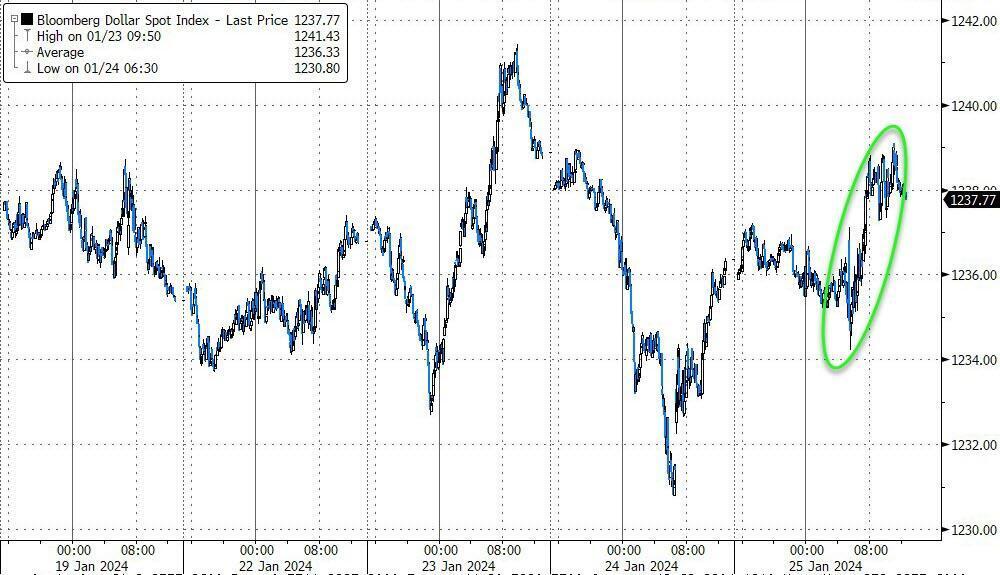 Bloomberg Dollar Spot Index - Last Price 1237.77
High on 01/23 09:50 1241.43
Average 1236.33
Low on 01/24 06:30 1230.80
1242.00
1240.00
1237.77
1236.00
1234.00
1232.00
1230.00
00:00 08:00 00:00 08:00 00:00 08:00 00:00 08:00 00:00 08:00
19 Jan 2024 22 Jan 2024 23 Jan 2024 24 Jan 2024 25 Jan 2024